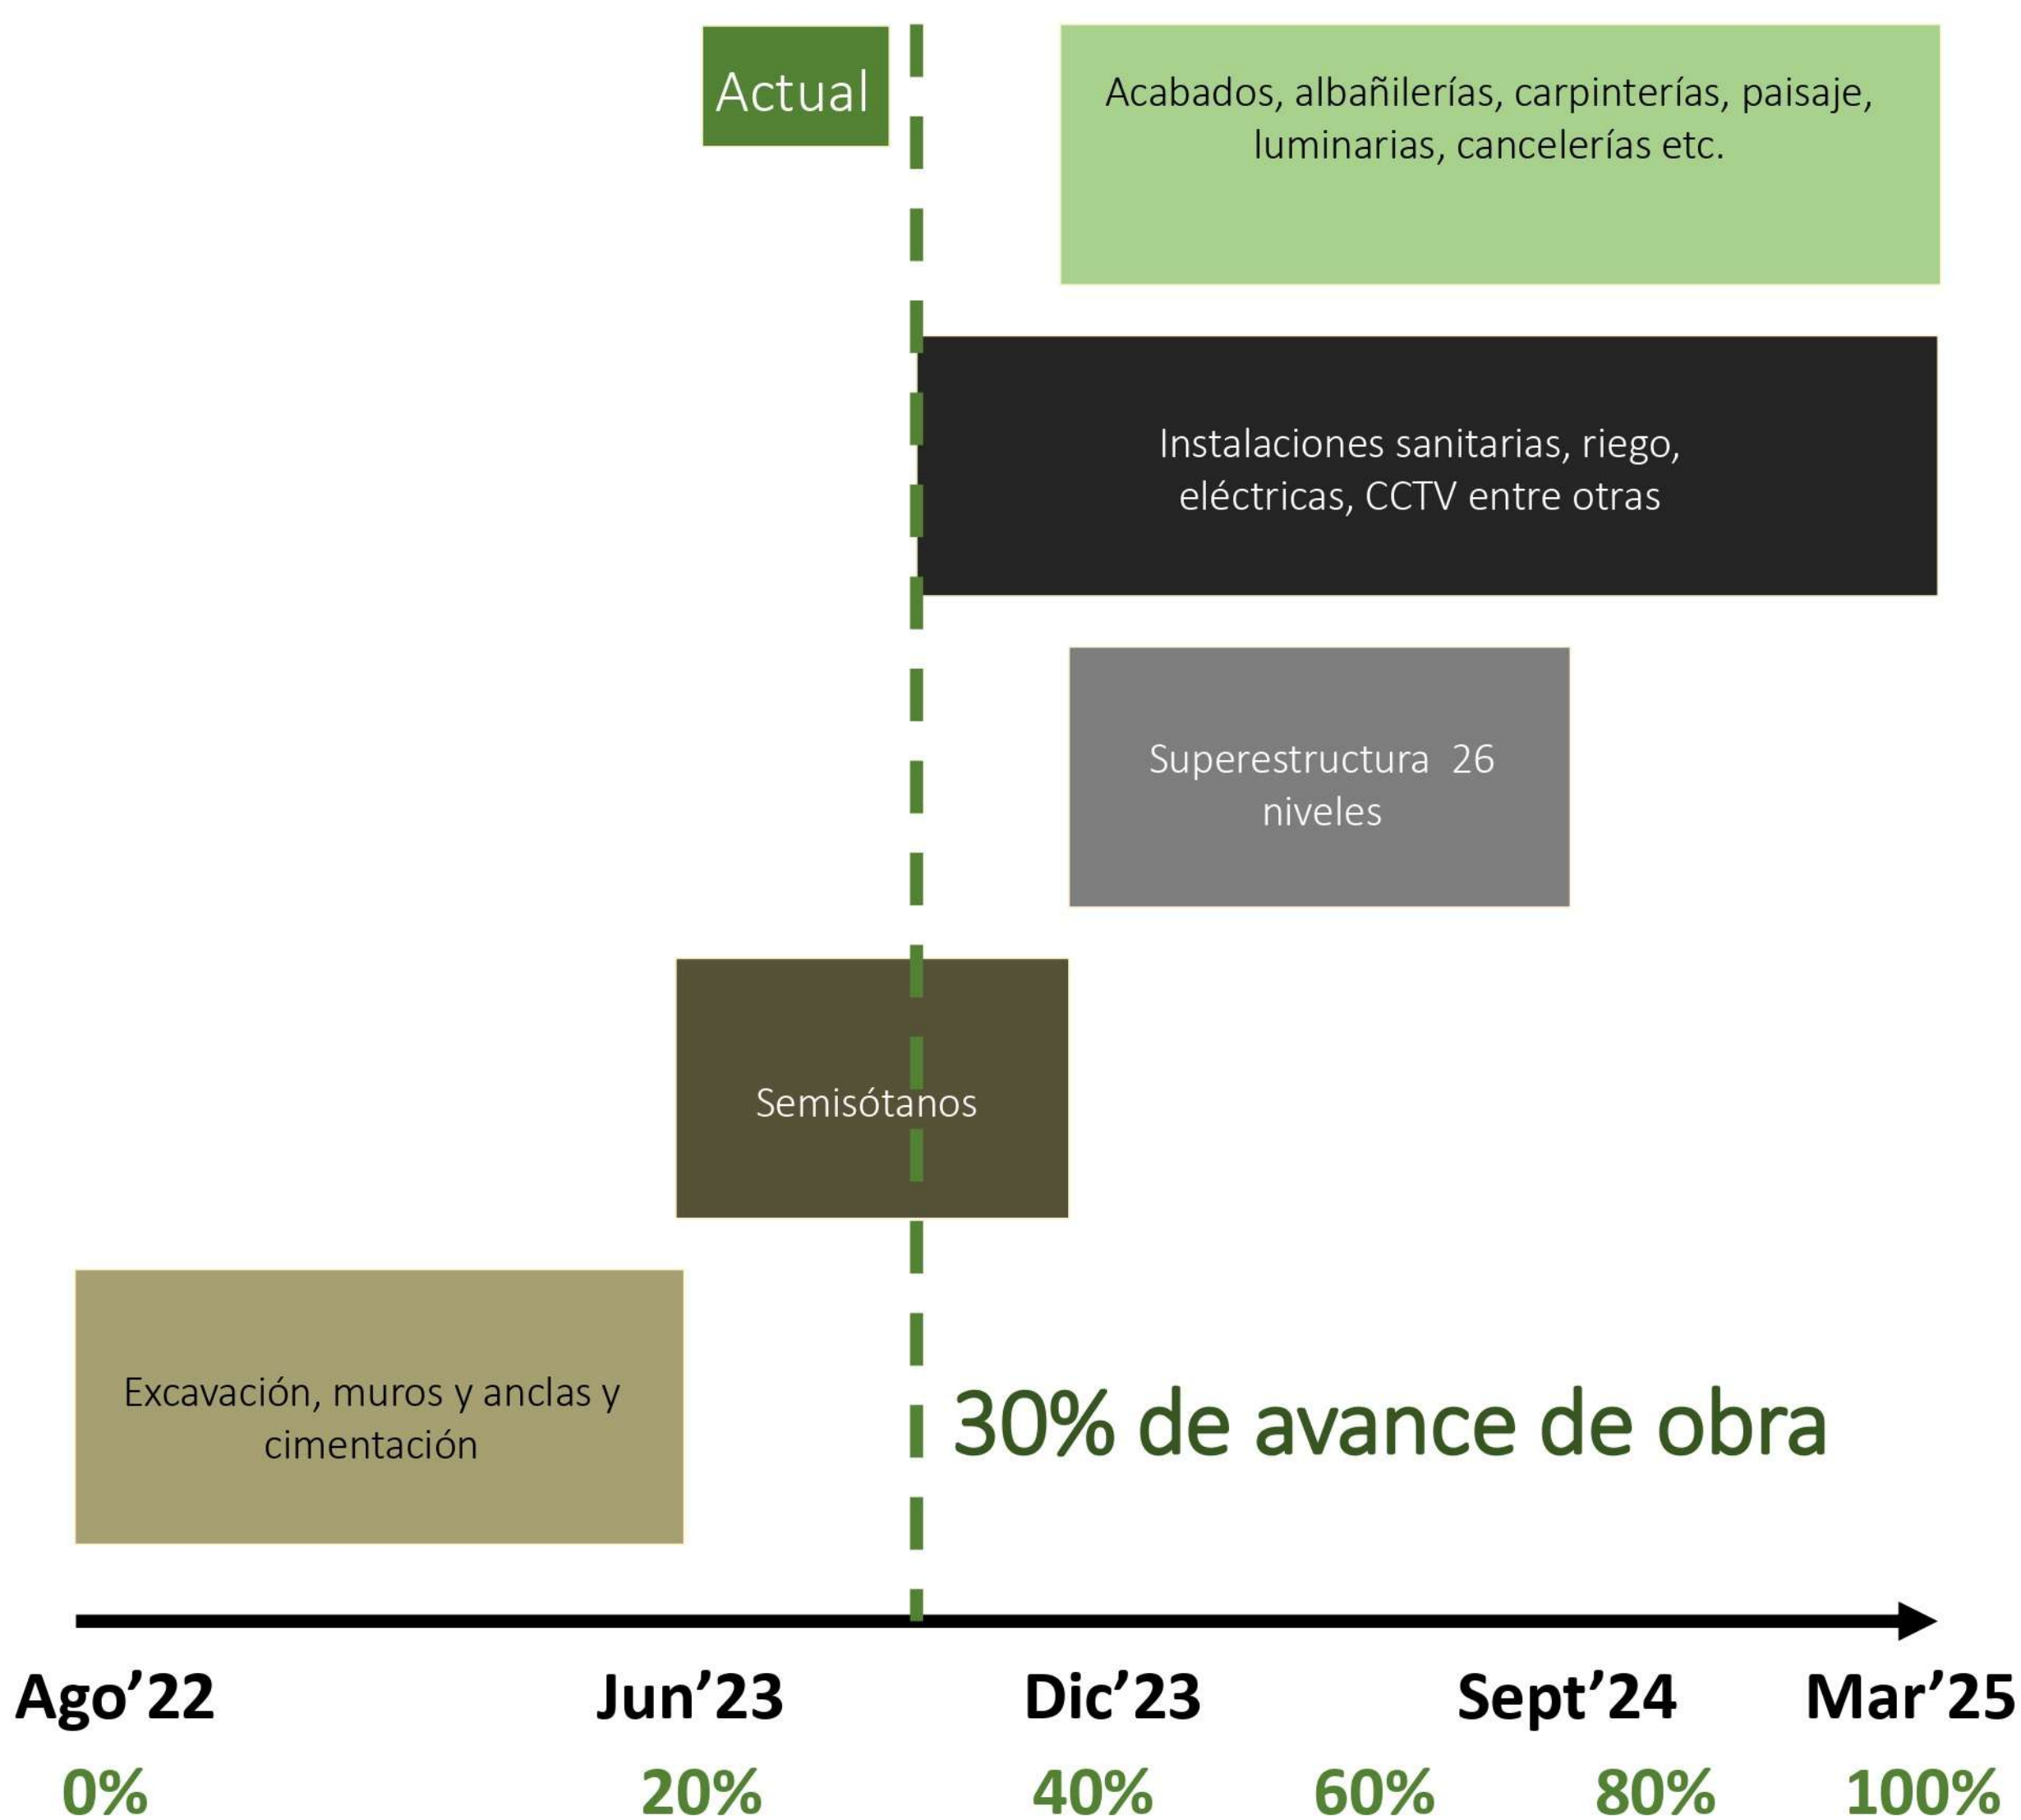 Actual
Acabados, albañilerías, carpinterías, paisaje,
luminarias, cancelerías etc.
Instalaciones sanitarias, riego,
eléctricas, CCTV entre otras
Superestructura 26
niveles
Semisótanos
Excavación, muros y anclas y
cimentación
30% de avance de obra
Ago’22 Jun’23 Dic’23 Sept’24 Mar’25
0% 20% 40% 60% 80% 100%